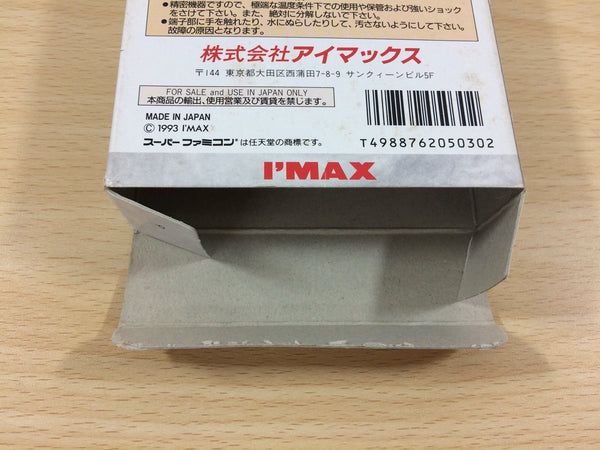 ●精密機器ですので、極端な温度条件下での使用や保管および強いショック
をさけて下さい。また、絶対に分解しないで下さい。
●端子部に手を触れたり、水にぬらしたりして、汚さないようにして下さい。
故障の原因となります。
株式会社アイマックス
〒144 東京都大田区西蒲田7-8-9 サンクィーンビル5F
FOR SALE and USE IN JAPAN ONLY
本商品の輸出、使用営業及び賃貸を禁じます。
MADE IN JAPAN
© 1993 I'MAX
スーパーファミコンは任天堂の商標です。
T4988762050302
I'MAX